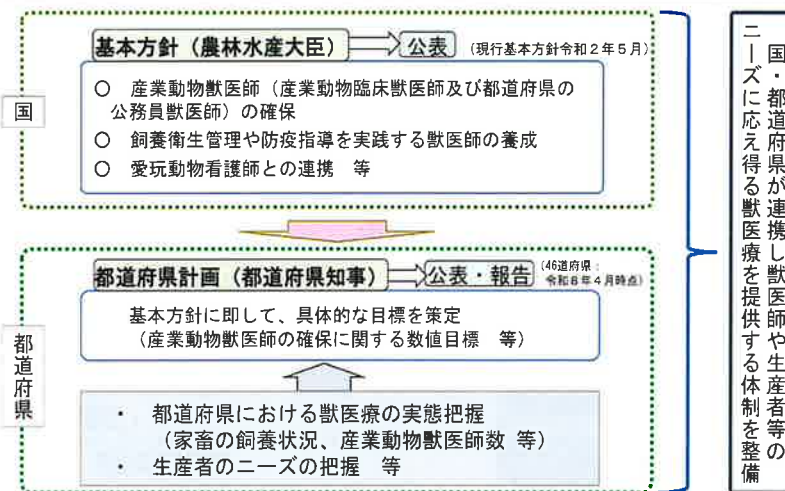 国
基本方針（農林水産大臣）
公表
（現行基本方針令和２年５月）
○　産業動物獣医師（産業動物臨床獣医師及び都道府県の
公務員獣医師）の確保
○　飼養衛生管理や防疫指導を実践する獣医師の養成
○　愛玩動物看護師との連携　等
都道府県
都道府県計画（都道府県知事）
公表・報告
（46道府県：
令和８年４月時点）
基本方針に即して、具体的な目標を策定
（産業動物獣医師の確保に関する数値目標　等）
・　都道府県における獣医療の実態把握
（家畜の飼養状況、産業動物獣医師数 等）
・　生産者のニーズの把握　等
国・都道府県が連携し、獣医師や生産者等の
ニーズに応え得る獣医療を提供する体制を整備